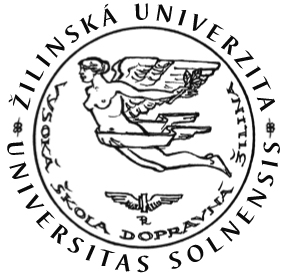 ŽILINSKÁ UNIVERZITA
UNIVERSITAS SOLNENSIS
VYSOKÁ ŠKOLA DOPRAVNÁ
ŽILINA